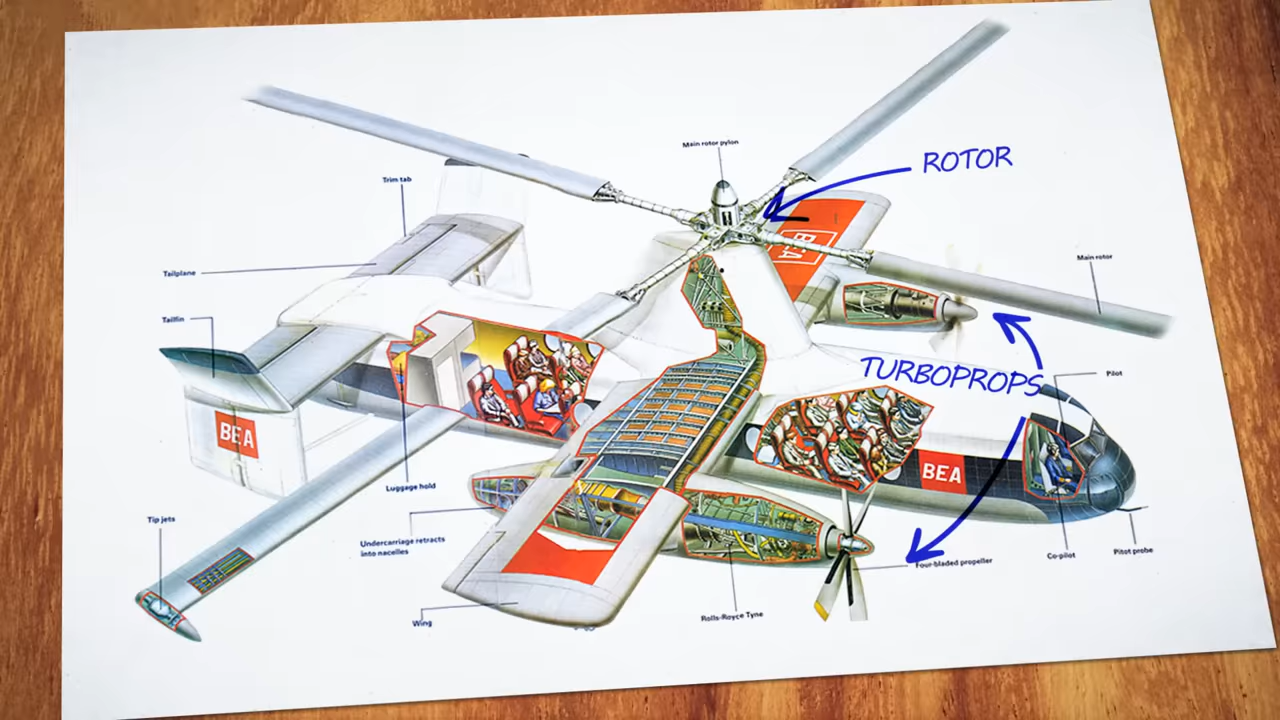 Main rotor pylon
ROTOR
Trim tab
BEA
Main rotor
Tailplane
Tailfin
TURBOPROPS
Pilot
BEA
BEA
Luggage hold
Tip jets
Undercarriage retracts
into nacelles
Four-bladed propeller
Co-pilot
Pitot probe
Rolls-Royce Tyne
Wing